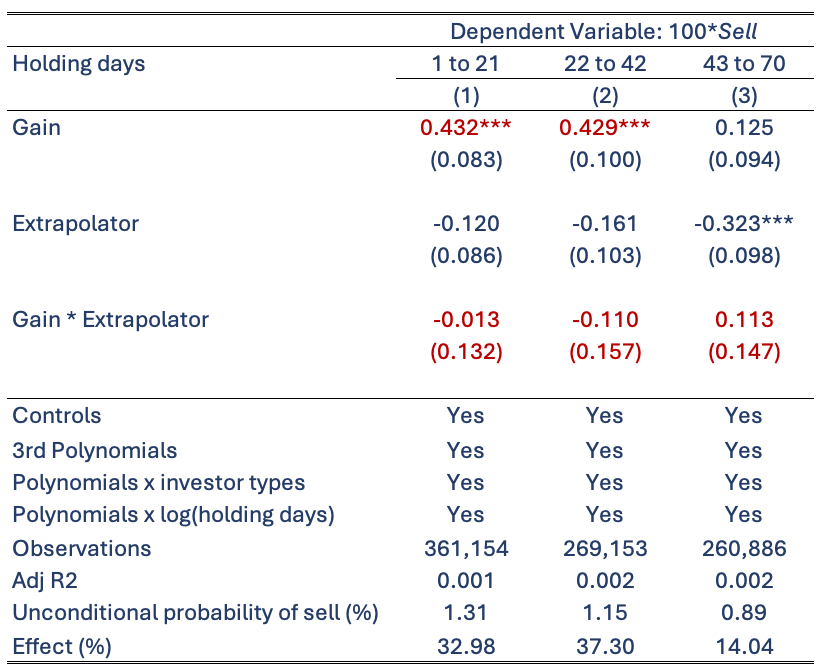 Dependent Variable: 100*Sell
Holding days 1 to 21 22 to 42 43 to 70
(1) (2) (3)
Gain 0.432*** 0.429*** 0.125
(0.083) (0.100) (0.094)
Extrapolator -0.120 -0.161 -0.323***
(0.086) (0.103) (0.098)
Gain * Extrapolator -0.013 -0.110 0.113
(0.132) (0.157) (0.147)
Controls Yes Yes Yes
3rd Polynomials Yes Yes Yes
Polynomials x investor types Yes Yes Yes
Polynomials x log(holding days) Yes Yes Yes
Observations 361,154 269,153 260,886
Adj R2 0.001 0.002 0.002
Unconditional probability of sell (%) 1.31 1.15 0.89
Effect (%) 32.98 37.30 14.04